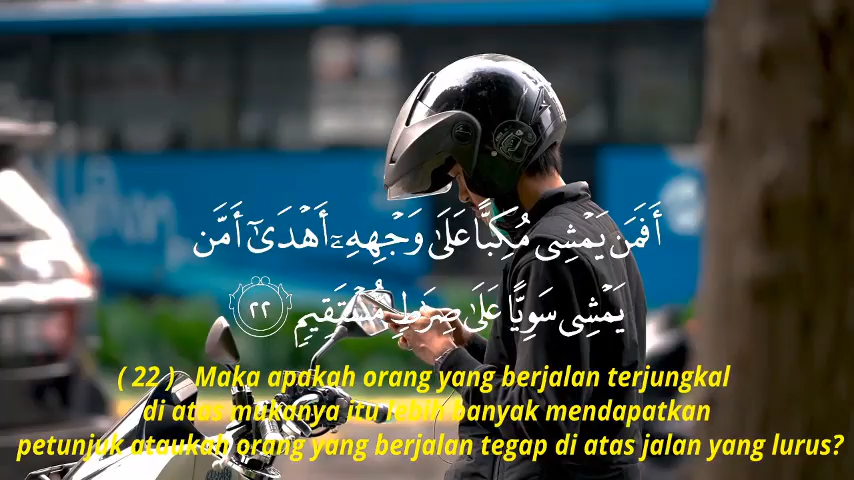 أَفَمَن يَمْشِى مُكِبًّا عَلَىٰ وَجْهِهِۦٓ أَهْدَىٰٓ أَمَّن
يَمْشِى سَوِيًّا عَلَىٰ صِرَٰطٍ مُّسْتَقِيمٍ ٢٢
( 22 ) Maka apakah orang yang berjalan terjungkal
di atas mukanya itu lebih banyak mendapatkan
petunjuk ataukah orang yang berjalan tegap di atas jalan yang lurus?